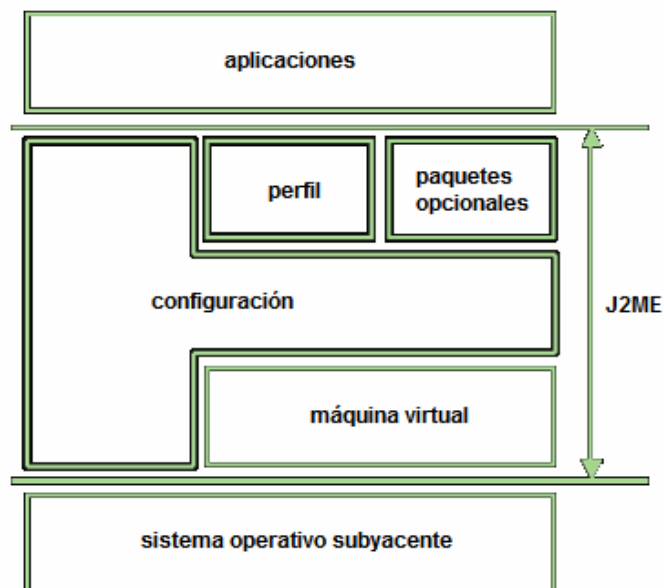 aplicaciones
perfil
paquetes
opcionales
configuración
J2ME
máquina virtual
sistema operativo subyacente